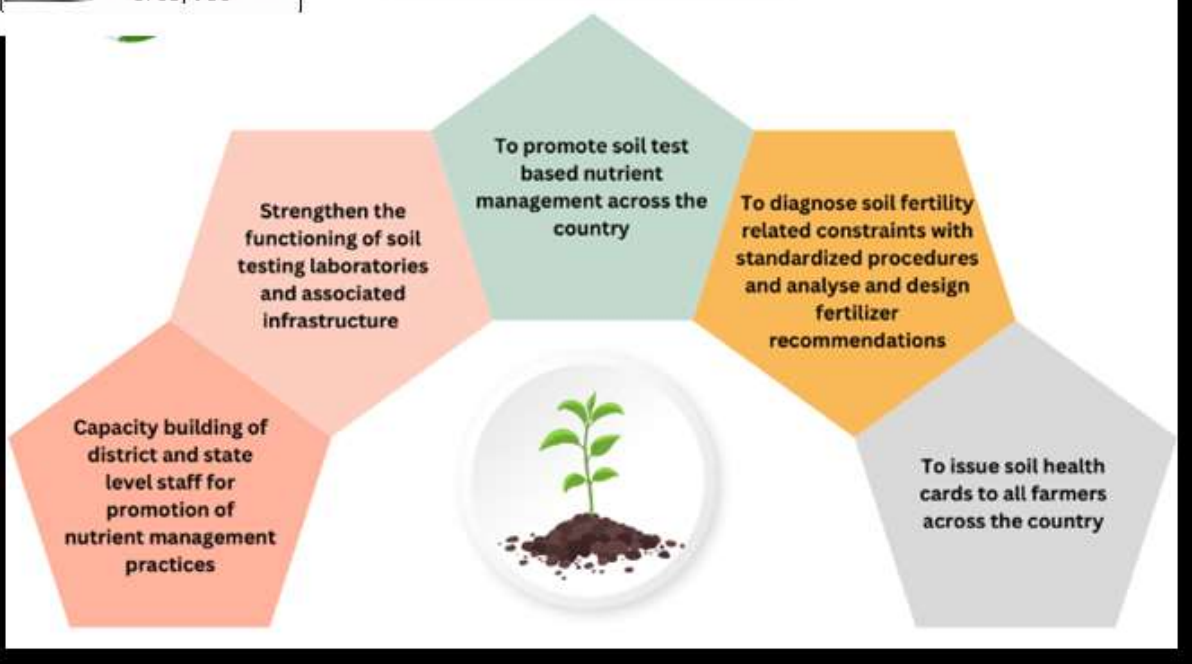 Capacity building of
district and state
level staff for
promotion of
nutrient management
practices
Strengthen the
functioning of soil
testing laboratories
and associated
infrastructure
To promote soil test
based nutrient
management across the
country
To diagnose soil fertility
related constraints with
standardized procedures
and analyse and design
fertilizer
recommendations
To issue soil health
cards to all farmers
across the country